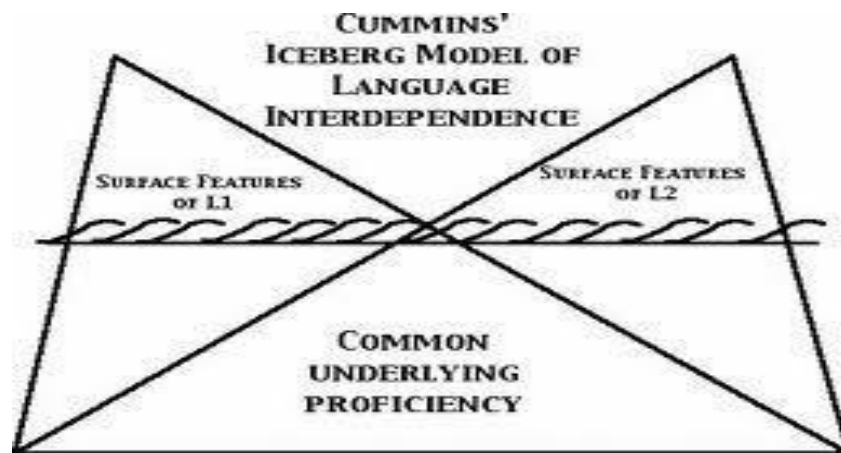 CUMMINS'
ICEBERG MODEL OF
LANGUAGE
INTERDEPENDENCE
SURFACE FEATURES
OF L1
SURFACE FEATURES
OF L2
COMMON
UNDERLYING
PROFICIENCY